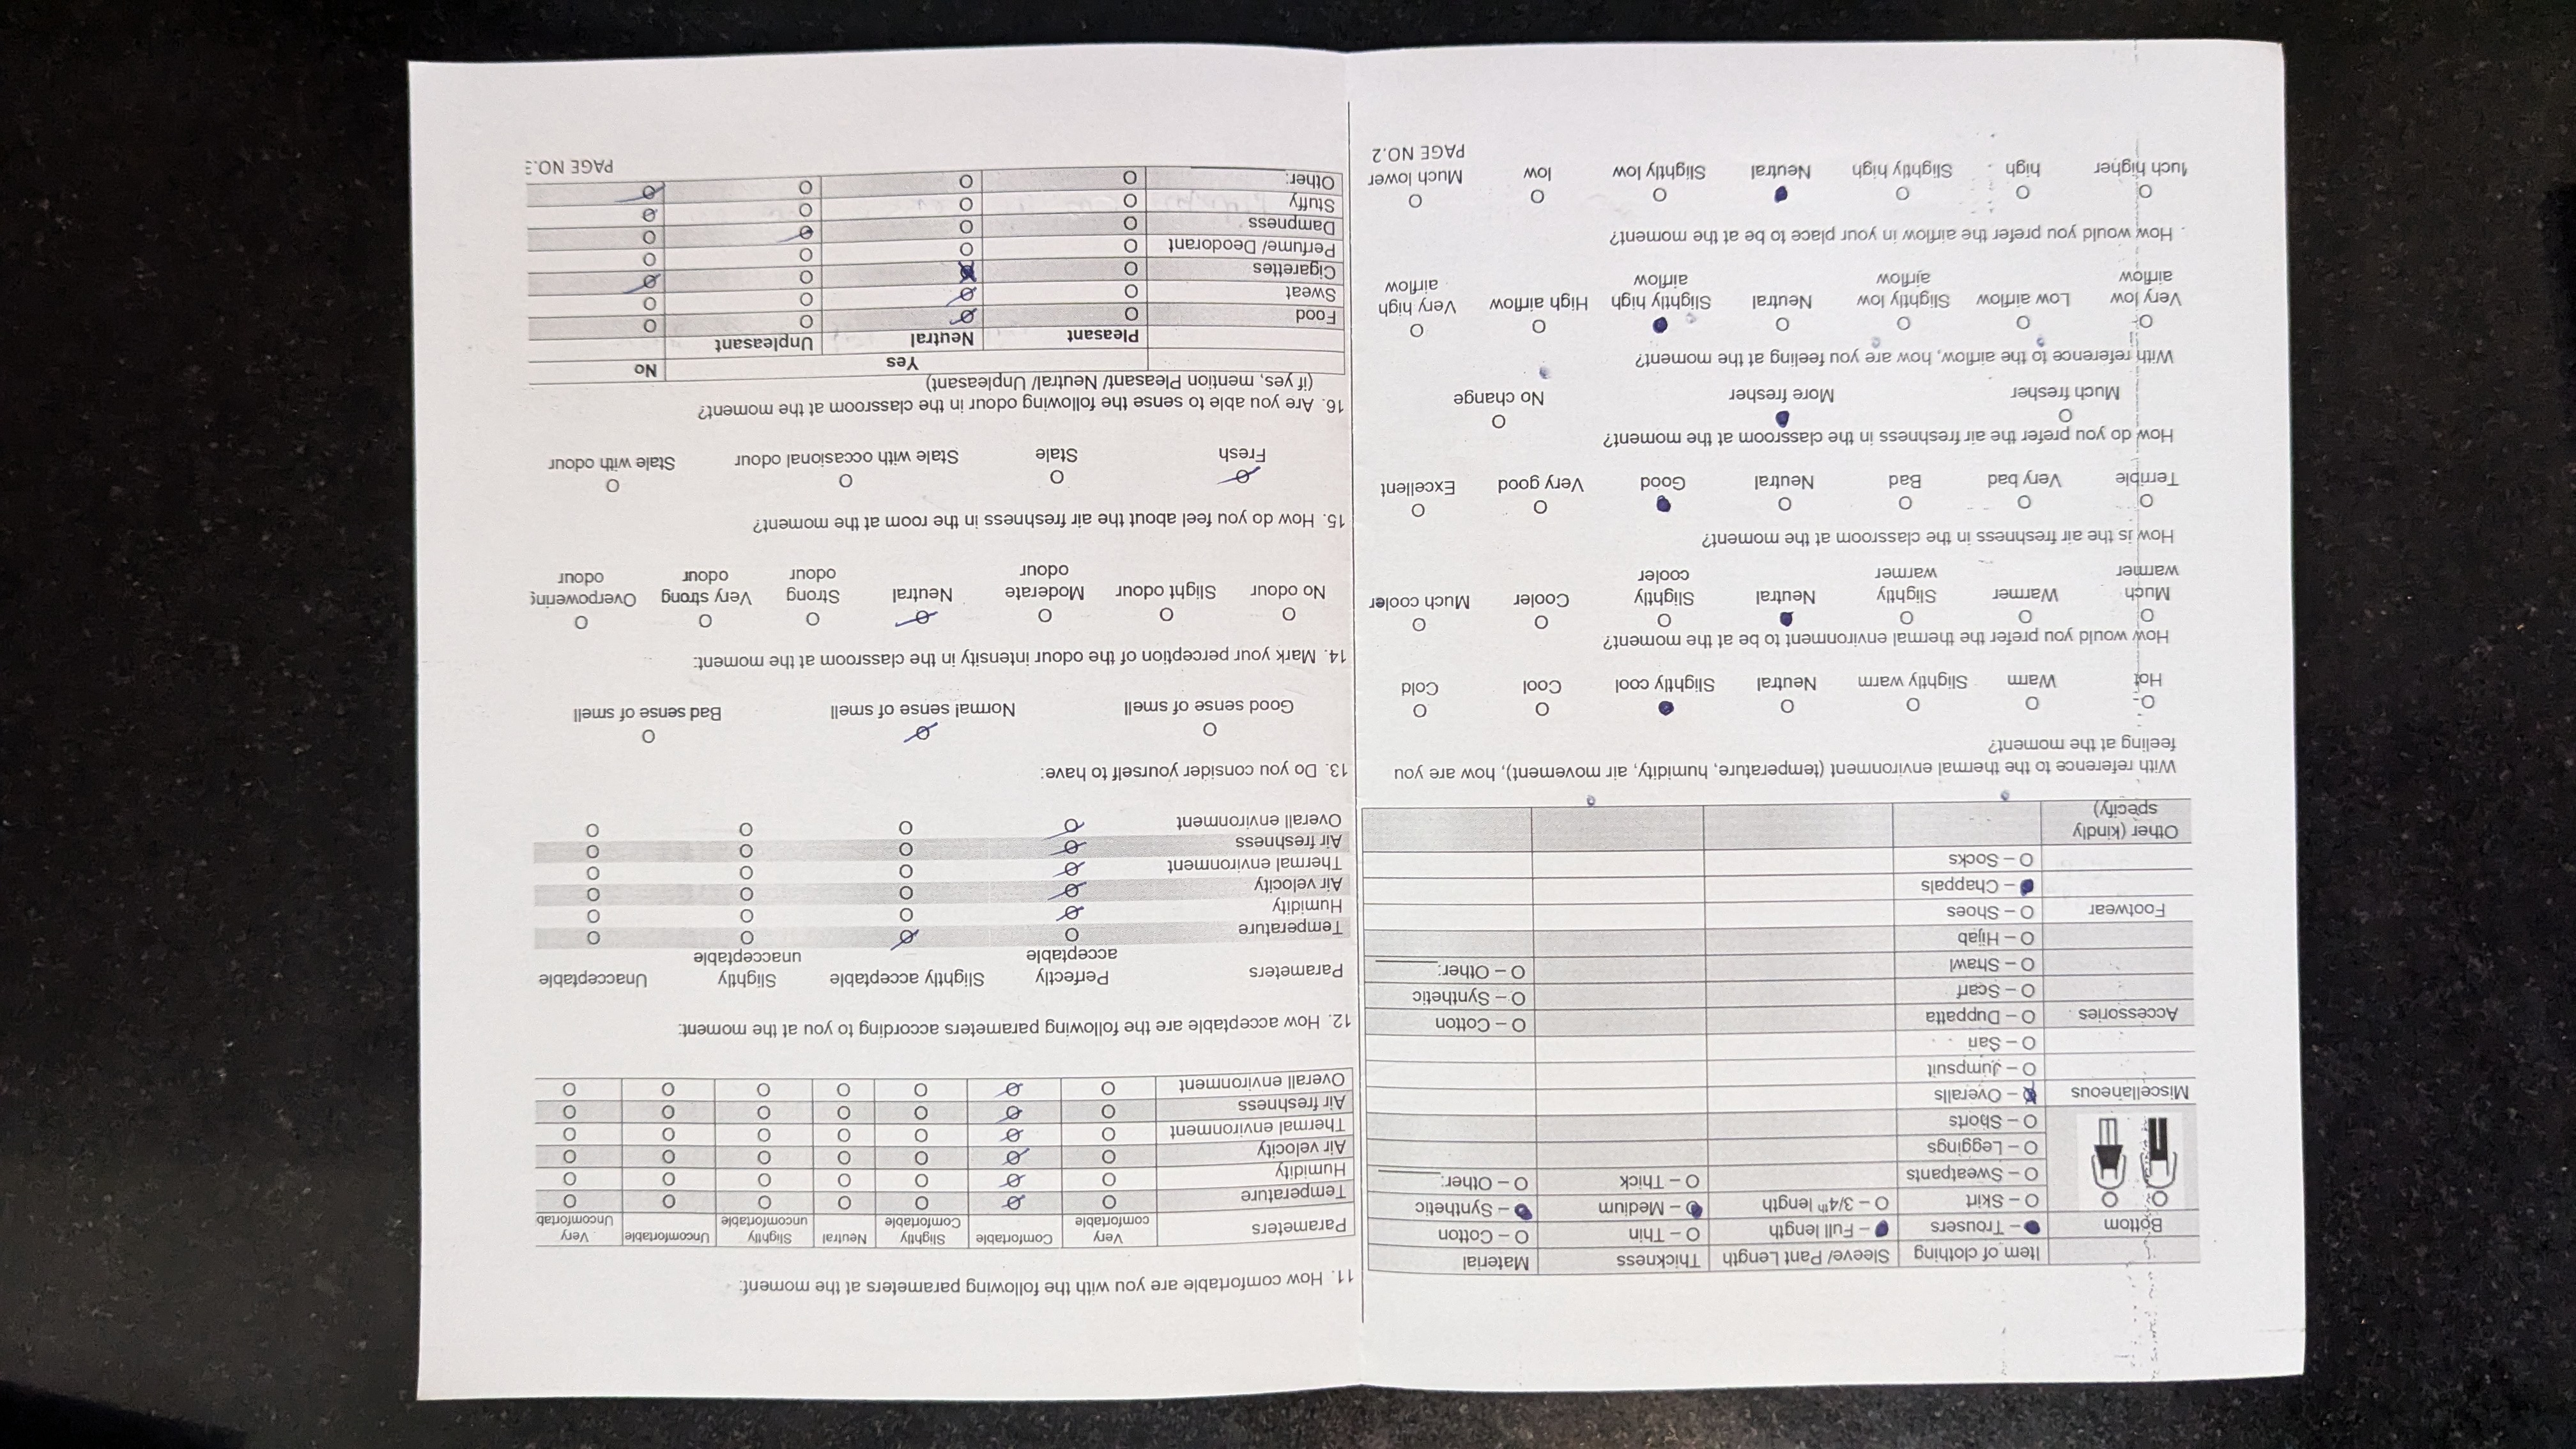 Item of clothing Sleeve/ Pant Length Thickness Material
Bottom – Trousers – Full length O – Thin O – Cotton
O – Skirt O – 3/4th length – Medium – Synthetic
O – Sweatpants O – Thick O – Other:
O – Leggings
O – Shorts
Miscellaneous – Overalls
O – Jumpsuit
O – Sari
Accessories O – Duppatta O – Cotton
O – Scarf O – Synthetic
O – Shawl O – Other:
O – Hijab
Footwear O – Shoes
– Chappals
O – Socks
Other (kindly
specify)
With reference to the thermal environment (temperature, humidity, air movement), how are you
feeling at the moment?
Hot Warm Slightly warm Neutral Slightly cool Cool Cold
How would you prefer the thermal environment to be at the moment?
Much warmer Warmer Slightly warmer Neutral Slightly cooler Cooler Much cooler
How is the air freshness in the classroom at the moment?
Terrible Very bad Bad Neutral Good Very good Excellent
How do you prefer the air freshness in the classroom at the moment?
Much fresher More fresher No change
With reference to the airflow, how are you feeling at the moment?
Very low airflow Low airflow Slightly low airflow Neutral Slightly high airflow High airflow Very high airflow
. How would you prefer the airflow in your place to be at the moment?
higher high Slightly high Neutral Slightly low low Much lower
PAGE NO.2
11. How comfortable are you with the following parameters at the moment:
Parameters Very comfortable Comfortable Slightly Comfortable Neutral Slightly uncomfortable Uncomfortable Very Uncomfortab
Temperature
Humidity
Air velocity
Thermal environment
Air freshness
Overall environment
12. How acceptable are the following parameters according to you at the moment:
Parameters Perfectly acceptable Slightly acceptable Slightly unacceptable Unacceptable
Temperature
Humidity
Air velocity
Thermal environment
Air freshness
Overall environment
13. Do you consider yourself to have:
Good sense of smell Normal sense of smell Bad sense of smell
14. Mark your perception of the odour intensity in the classroom at the moment:
No odour Slight odour Moderate odour Neutral Strong odour Very strong odour Overpowering odour
15. How do you feel about the air freshness in the room at the moment?
Fresh Stale Stale with occasional odour Stale with odour
16. Are you able to sense the following odour in the classroom at the moment?
(if yes, mention Pleasant/ Neutral/ Unpleasant)
Yes No
Pleasant Neutral Unpleasant
Food
Sweat
Cigarettes
Perfume/ Deodorant
Dampness
Stuffy
Other:
PAGE NO.